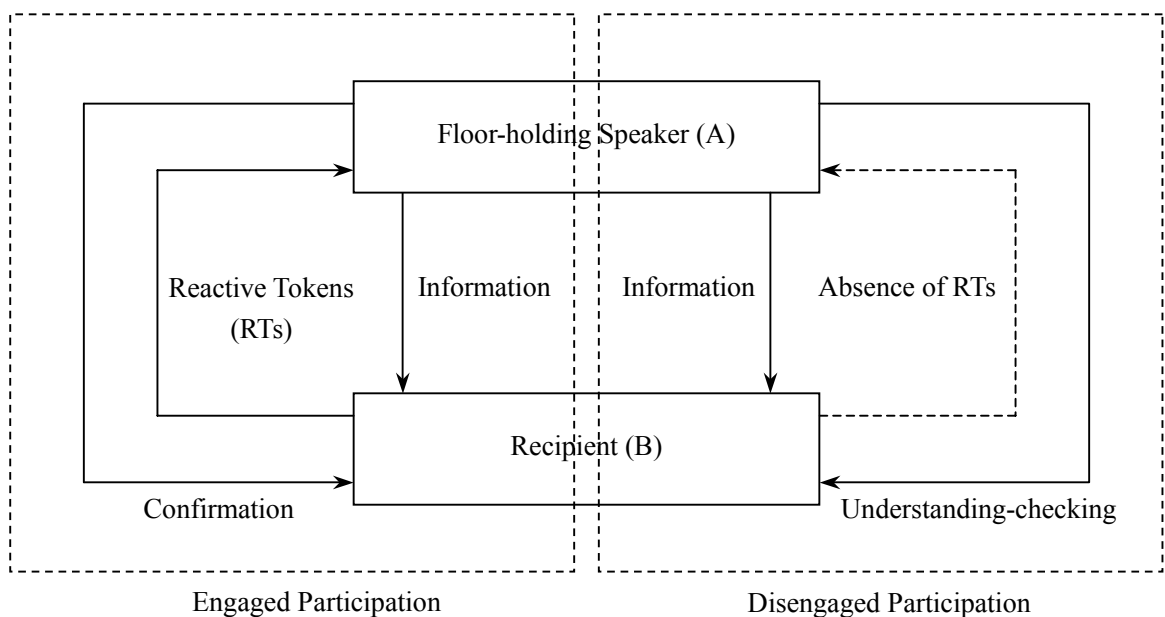 Floor-holding Speaker (A)
Reactive Tokens
(RTs)
Information
Information
Absence of RTs
Recipient (B)
Confirmation
Understanding-checking
Engaged Participation
Disengaged Participation